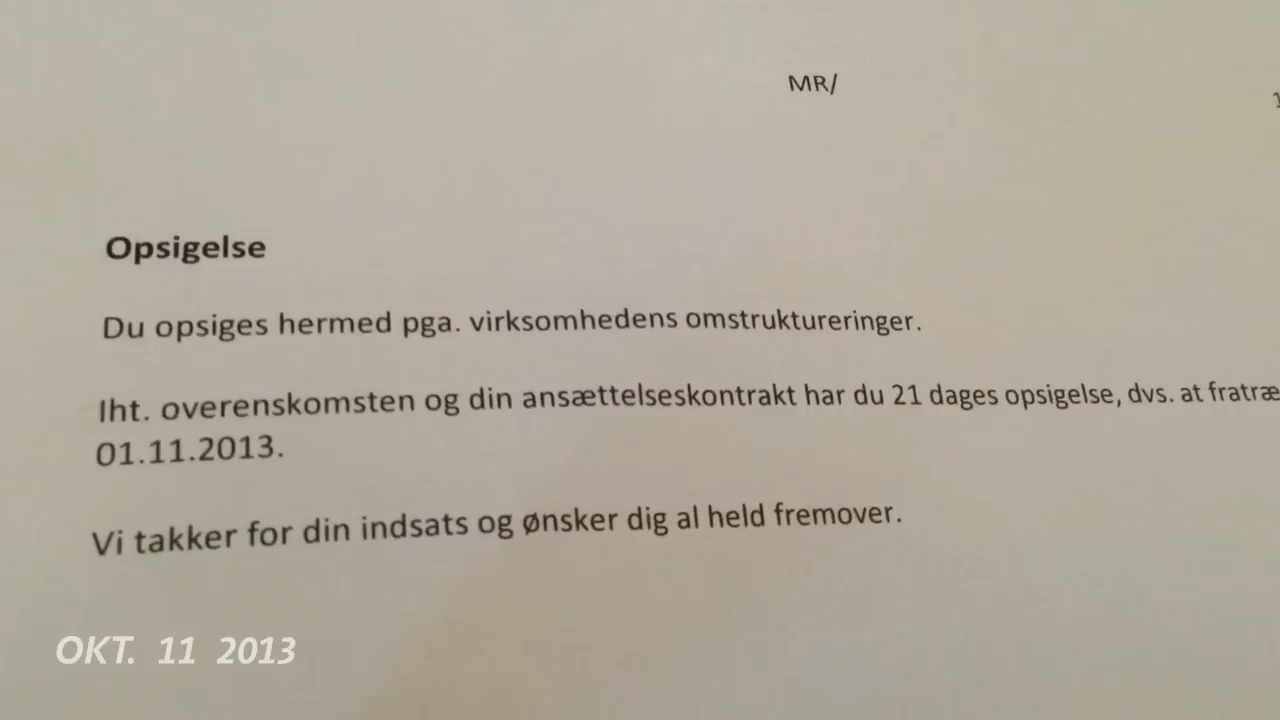 MR/
Opsigelse
Du opsiges hermed pga. virksomhedens omstruktureringer.
Iht. overenskomsten og din ansættelseskontrakt har du 21 dages opsigelse, dvs. at
01.11.2013.
Vi takker for din indsats og ønsker dig al held fremover.
OKT. 11 2013